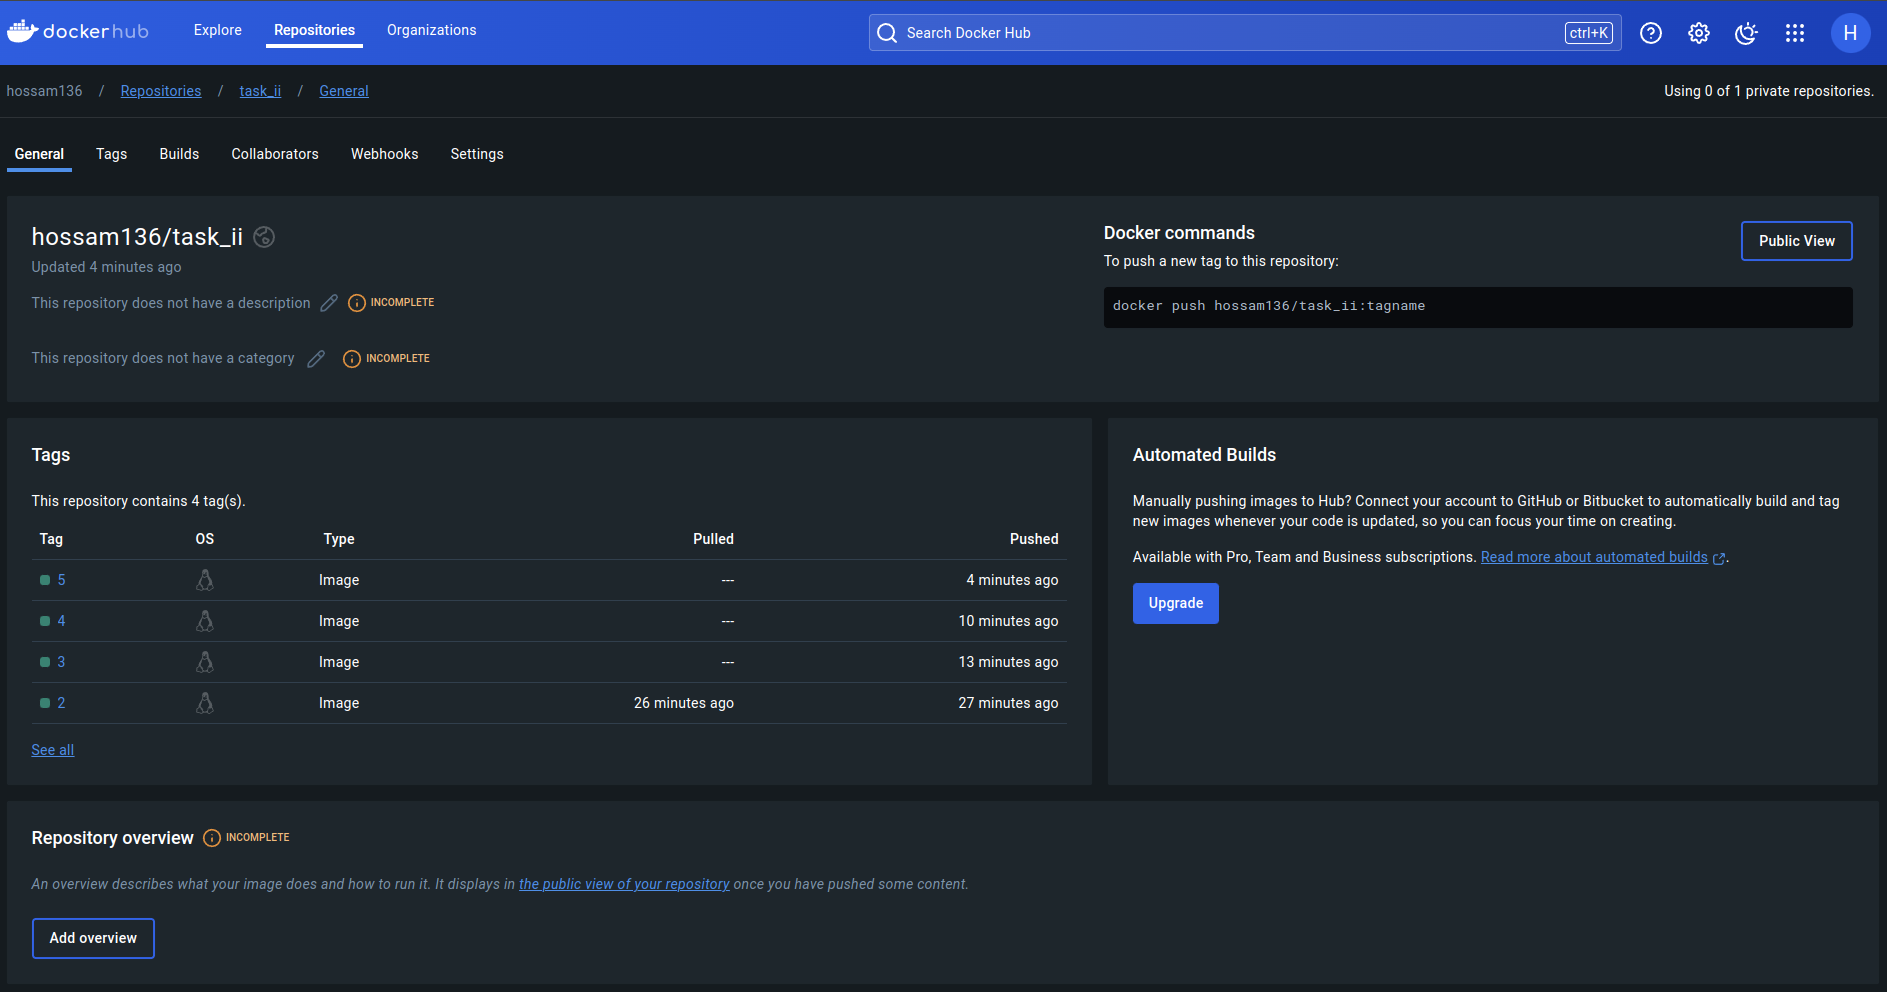 dockerhub
Explore
Repositories
Organizations
Search Docker Hub
ctrl+K
H
hossam136 / Repositories / task_ii / General
Using 0 of 1 private repositories.
General
Tags
Builds
Collaborators
Webhooks
Settings
hossam136/task_ii
Updated 4 minutes ago
This repository does not have a description
INCOMPLETE
This repository does not have a category
INCOMPLETE
Docker commands
To push a new tag to this repository:
Public View
docker push hossam136/task_ii:tagname
Tags
This repository contains 4 tag(s).
Tag OS Type Pulled Pushed
5 Image --- 4 minutes ago
4 Image --- 10 minutes ago
3 Image --- 13 minutes ago
2 Image 26 minutes ago 27 minutes ago
See all
Automated Builds
Manually pushing images to Hub? Connect your account to GitHub or Bitbucket to automatically build and tag
new images whenever your code is updated, so you can focus your time on creating.
Available with Pro, Team and Business subscriptions. Read more about automated builds.
Upgrade
Repository overview
INCOMPLETE
An overview describes what your image does and how to run it. It displays in the public view of your repository once you have pushed some content.
Add overview